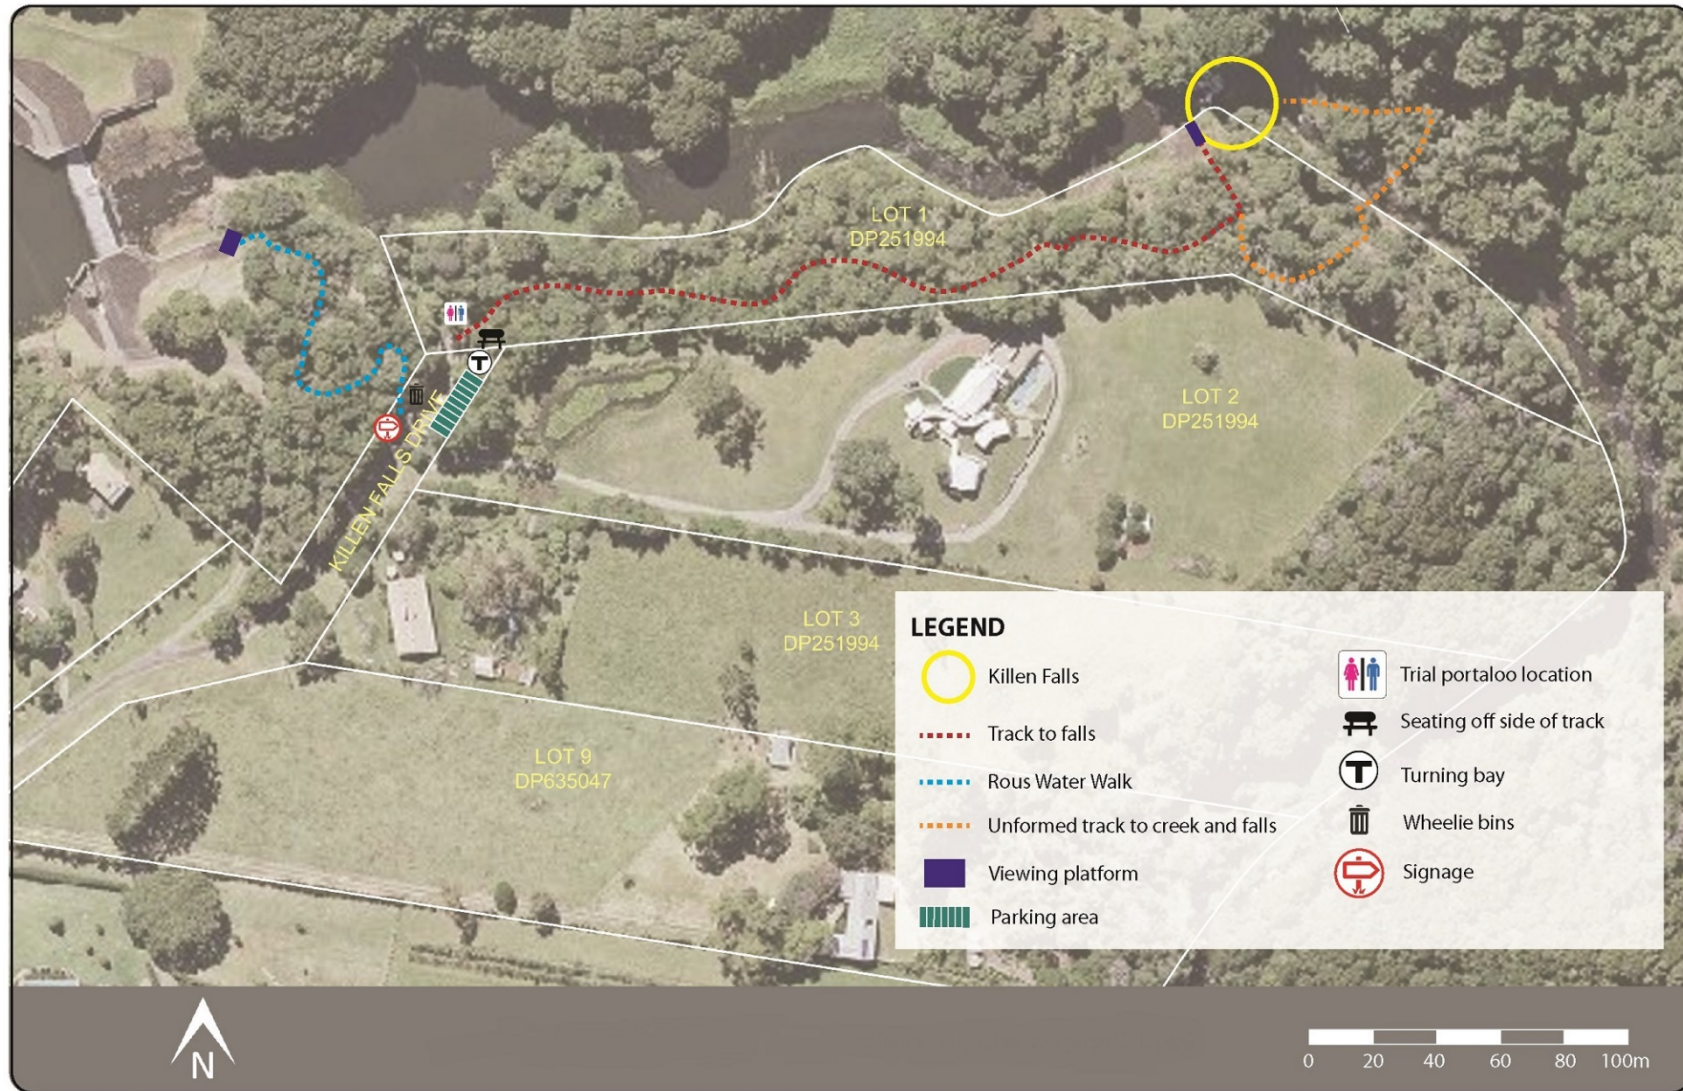 LOT 1
DP251994
LOT 2
DP251994
KILLEN FALLS DRIVE
LOT 3
DP251994
LOT 9
DP635047
LEGEND
Killen Falls
Track to falls
Rous Water Walk
Unformed track to creek and falls
Viewing platform
Parking area
Trial portaloo location
Seating off side of track
T
Turning bay
Wheelie bins
Signage
T
N
0 20 40 60 80 100m